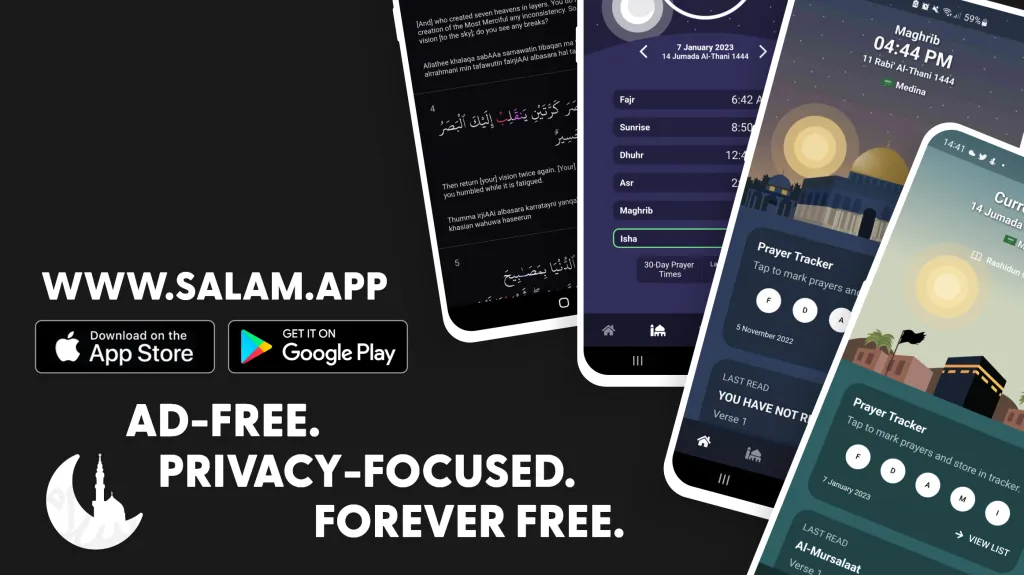 WWW.SALAM.APP
Download on the
App Store
GET IT ON
Google Play
AD-FREE.
PRIVACY-FOCUSED.
FOREVER FREE.
[And] who created seven heavens in layers. You do
creation of the Most Merciful any inconsistency. So
vision [to the sky]; do you see any breaks?
Allathee khalaqa sabAAa samawatin tibaqan ma
alrrahmani min tafawutin fairjiAAi albasara hal ta
4
كَرَّتَيْنِ يَنقَلِبْ إِلَيْكَ ٱلْبَصَرُ
Then return [your] vision twice again. [Your]
you humbled while it is fatigued.
Thumma irjiAAi albasara karratayni yanqa
khasian wahuwa haseerun
5
ٱلدُّنْيَا بِمَصَـٰبِيحَ
7 January 2023
14 Jumada Al-Thani 1444
Fajr 6:42 A
Sunrise 8:50
Dhuhr 12:4
Asr 2:
Maghrib
Isha
30-Day Prayer
Times
59%
Maghrib
04:44 PM
11 Rabi' Al-Thani 1444
Medina
Prayer Tracker
Tap to mark prayers and
F D A
5 November 2022
LAST READ
YOU HAVE NOT R
Verse 1
14:41
Curr
14 Jumada
Rashidun
Prayer Tracker
Tap to mark prayers and store in tracker.
F D A M I
7 January 2023
VIEW LIST
LAST READ
Al-Mursalaat
Verse 1